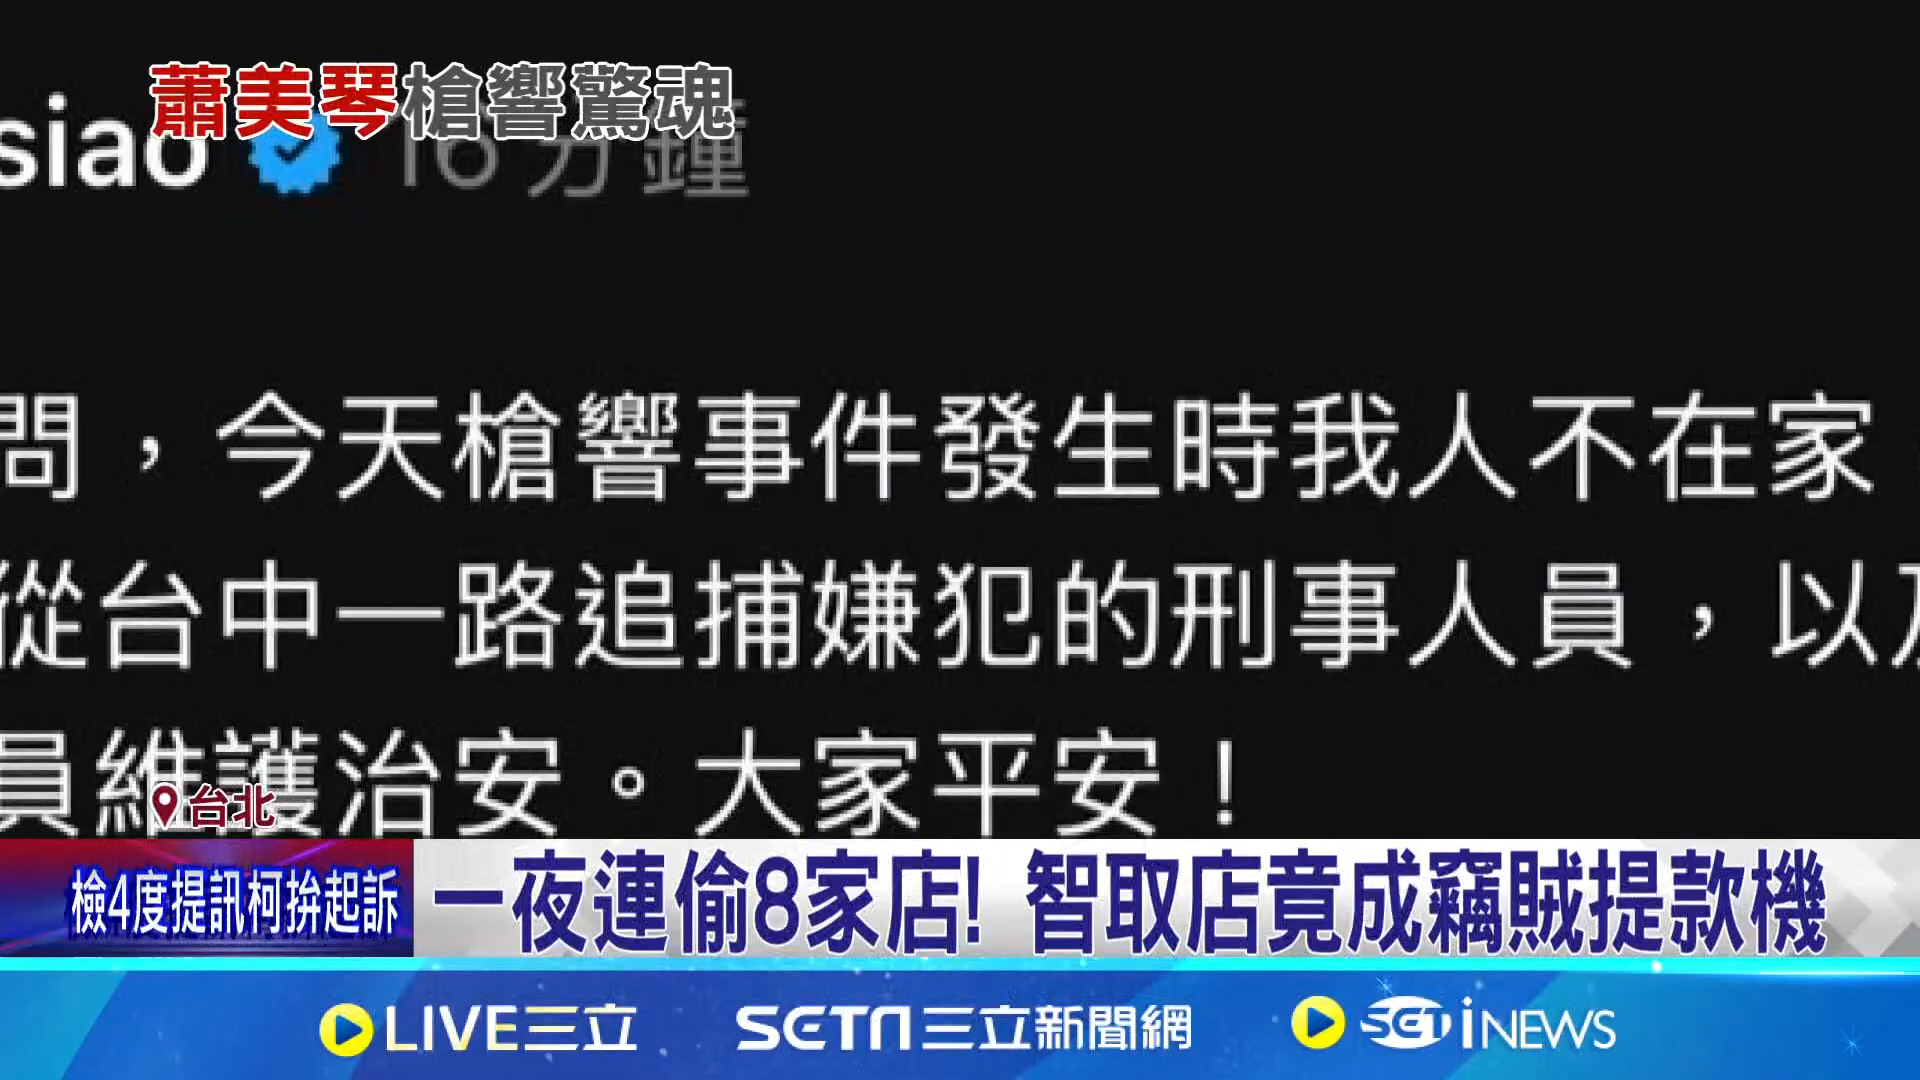 蕭美琴槍響驚魂
siao 16分鐘
問，今天槍響事件發生時我人不在家
從台中一路追捕嫌犯的刑事人員，以及
員維護治安。大家平安！
台北
檢4度提訊柯拚起訴
一夜連偷8家店! 智取店竟成竊賊提款機
LIVE三立
SETN三立新聞網
SETiNEWS